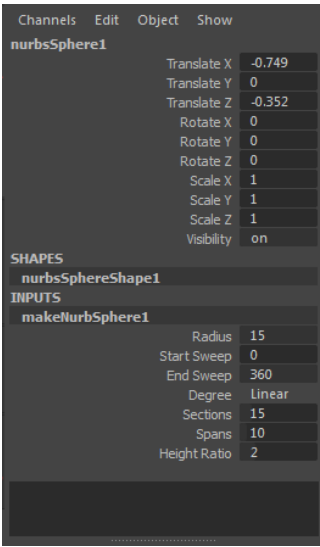 Channels Edit Object Show
nurbsSphere1
Translate X -0.749
Translate Y 0
Translate Z -0.352
Rotate X 0
Rotate Y 0
Rotate Z 0
Scale X 1
Scale Y 1
Scale Z 1
Visibility on
SHAPES
nurbsSphereShape1
INPUTS
makeNurbSphere1
Radius 15
Start Sweep 0
End Sweep 360
Degree Linear
Sections 15
Spans 10
Height Ratio 2